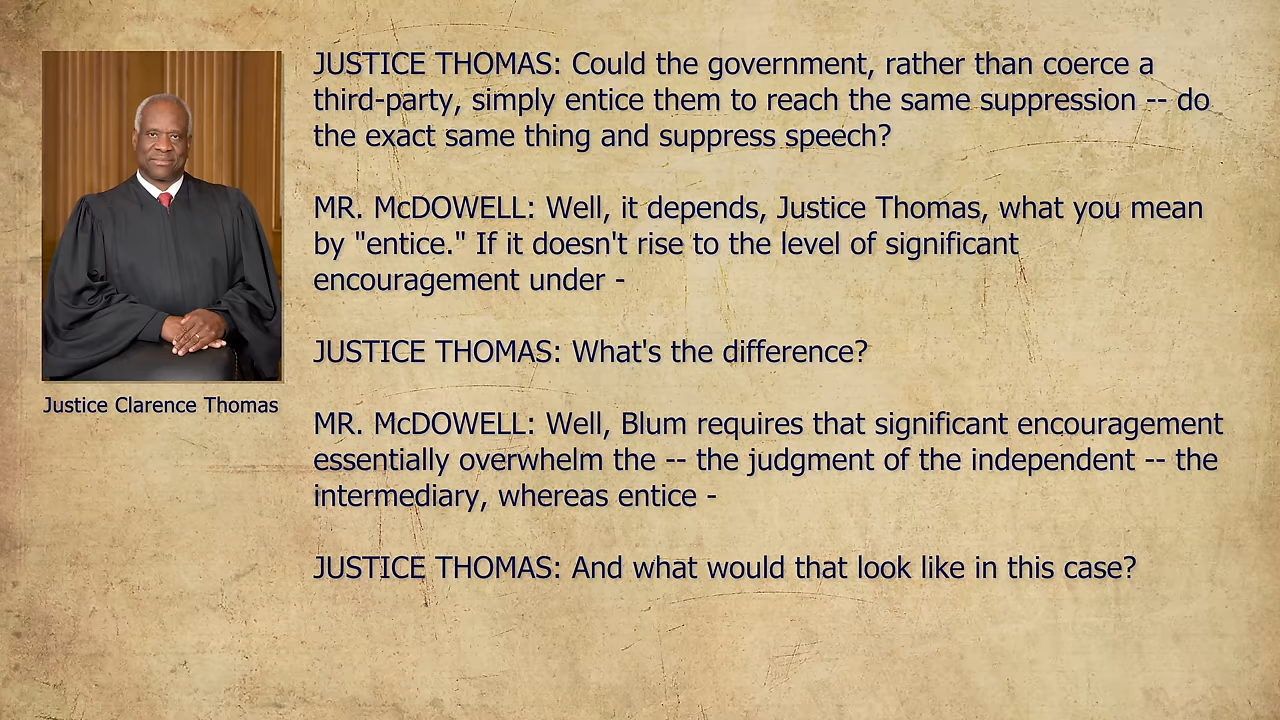 JUSTICE THOMAS: Could the government, rather than coerce a
third-party, simply entice them to reach the same suppression -- do
the exact same thing and suppress speech?
MR. McDOWELL: Well, it depends, Justice Thomas, what you mean
by "entice." If it doesn't rise to the level of significant
encouragement under -
JUSTICE THOMAS: What's the difference?
MR. McDOWELL: Well, Blum requires that significant encouragement
essentially overwhelm the -- the judgment of the independent -- the
intermediary, whereas entice -
JUSTICE THOMAS: And what would that look like in this case?
Justice Clarence Thomas